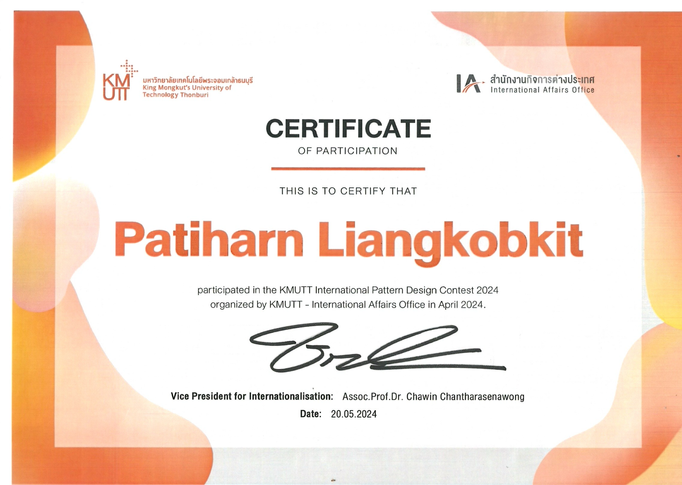 KMUTT
มหาวิทยาลัยเทคโนโลยีพระจอมเกล้าธนบุรี
King Mongkut's University of
Technology Thonburi
IA
สำนักงานกิจการต่างประเทศ
International Affairs Office
CERTIFICATE
OF PARTICIPATION
THIS IS TO CERTIFY THAT
Patiharn Liangkobkit
participated in the KMUTT International Pattern Design Contest 2024
organized by KMUTT - International Affairs Office in April 2024.
Vice President for Internationalisation: Assoc.Prof.Dr. Chawin Chantharasenawong
Date: 20.05.2024